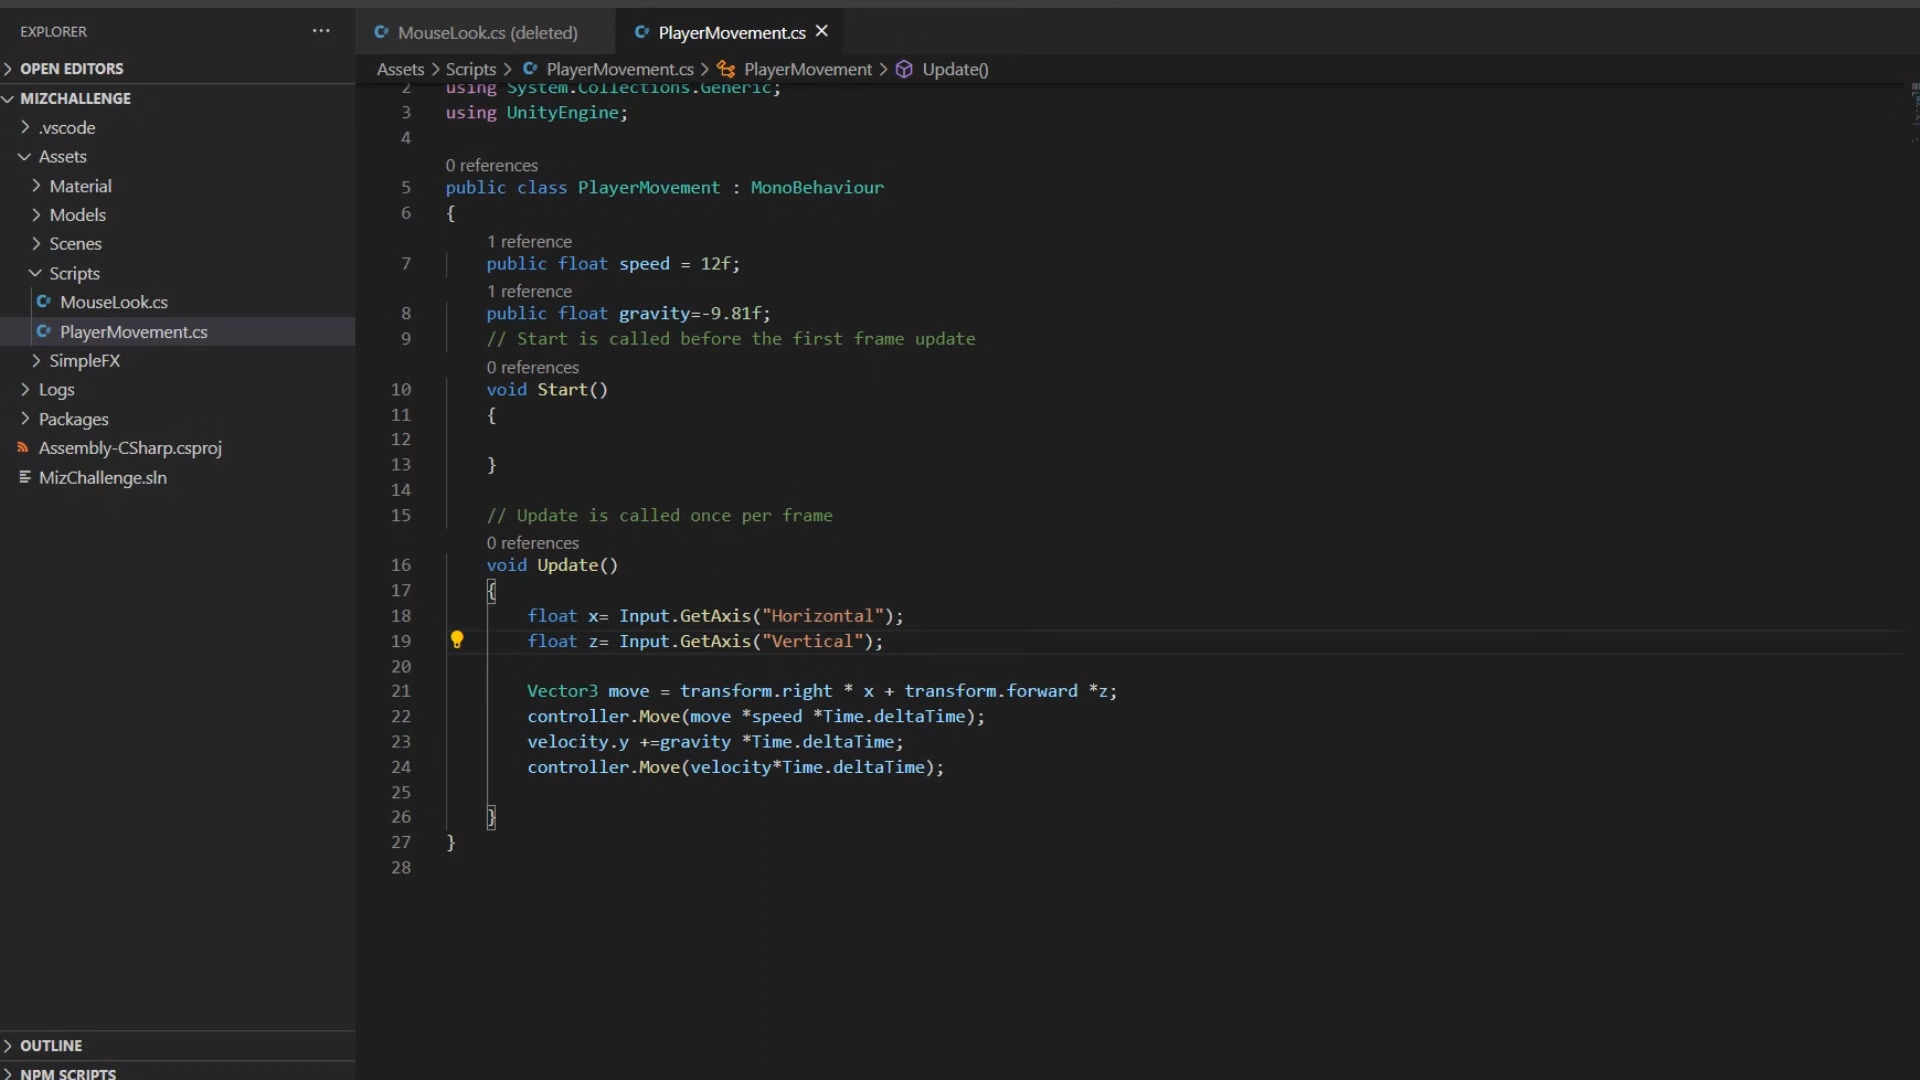 EXPLORER
...
OPEN EDITORS
MIZCHALLENGE
.vscode
Assets
Material
Models
Scenes
Scripts
MouseLook.cs
PlayerMovement.cs
SimpleFX
Logs
Packages
Assembly-CSharp.csproj
MizChallenge.sln
OUTLINE
NPM SCRIPTS
MouseLook.cs (deleted)
PlayerMovement.cs
Assets > Scripts > PlayerMovement.cs > PlayerMovement > Update()
2 using System.Collections.Generic;
3 using UnityEngine;
4
0 references
5 public class PlayerMovement : MonoBehaviour
6 {
1 reference
7 public float speed = 12f;
1 reference
8 public float gravity=-9.81f;
9 // Start is called before the first frame update
0 references
10 void Start()
11 {
12
13 }
14
15 // Update is called once per frame
0 references
16 void Update()
17 {
18 float x= Input.GetAxis("Horizontal");
19 float z= Input.GetAxis("Vertical");
20
21 Vector3 move = transform.right * x + transform.forward *z;
22 controller.Move(move *speed *Time.deltaTime);
23 velocity.y +=gravity *Time.deltaTime;
24 controller.Move(velocity*Time.deltaTime);
25
26 }
27 }
28